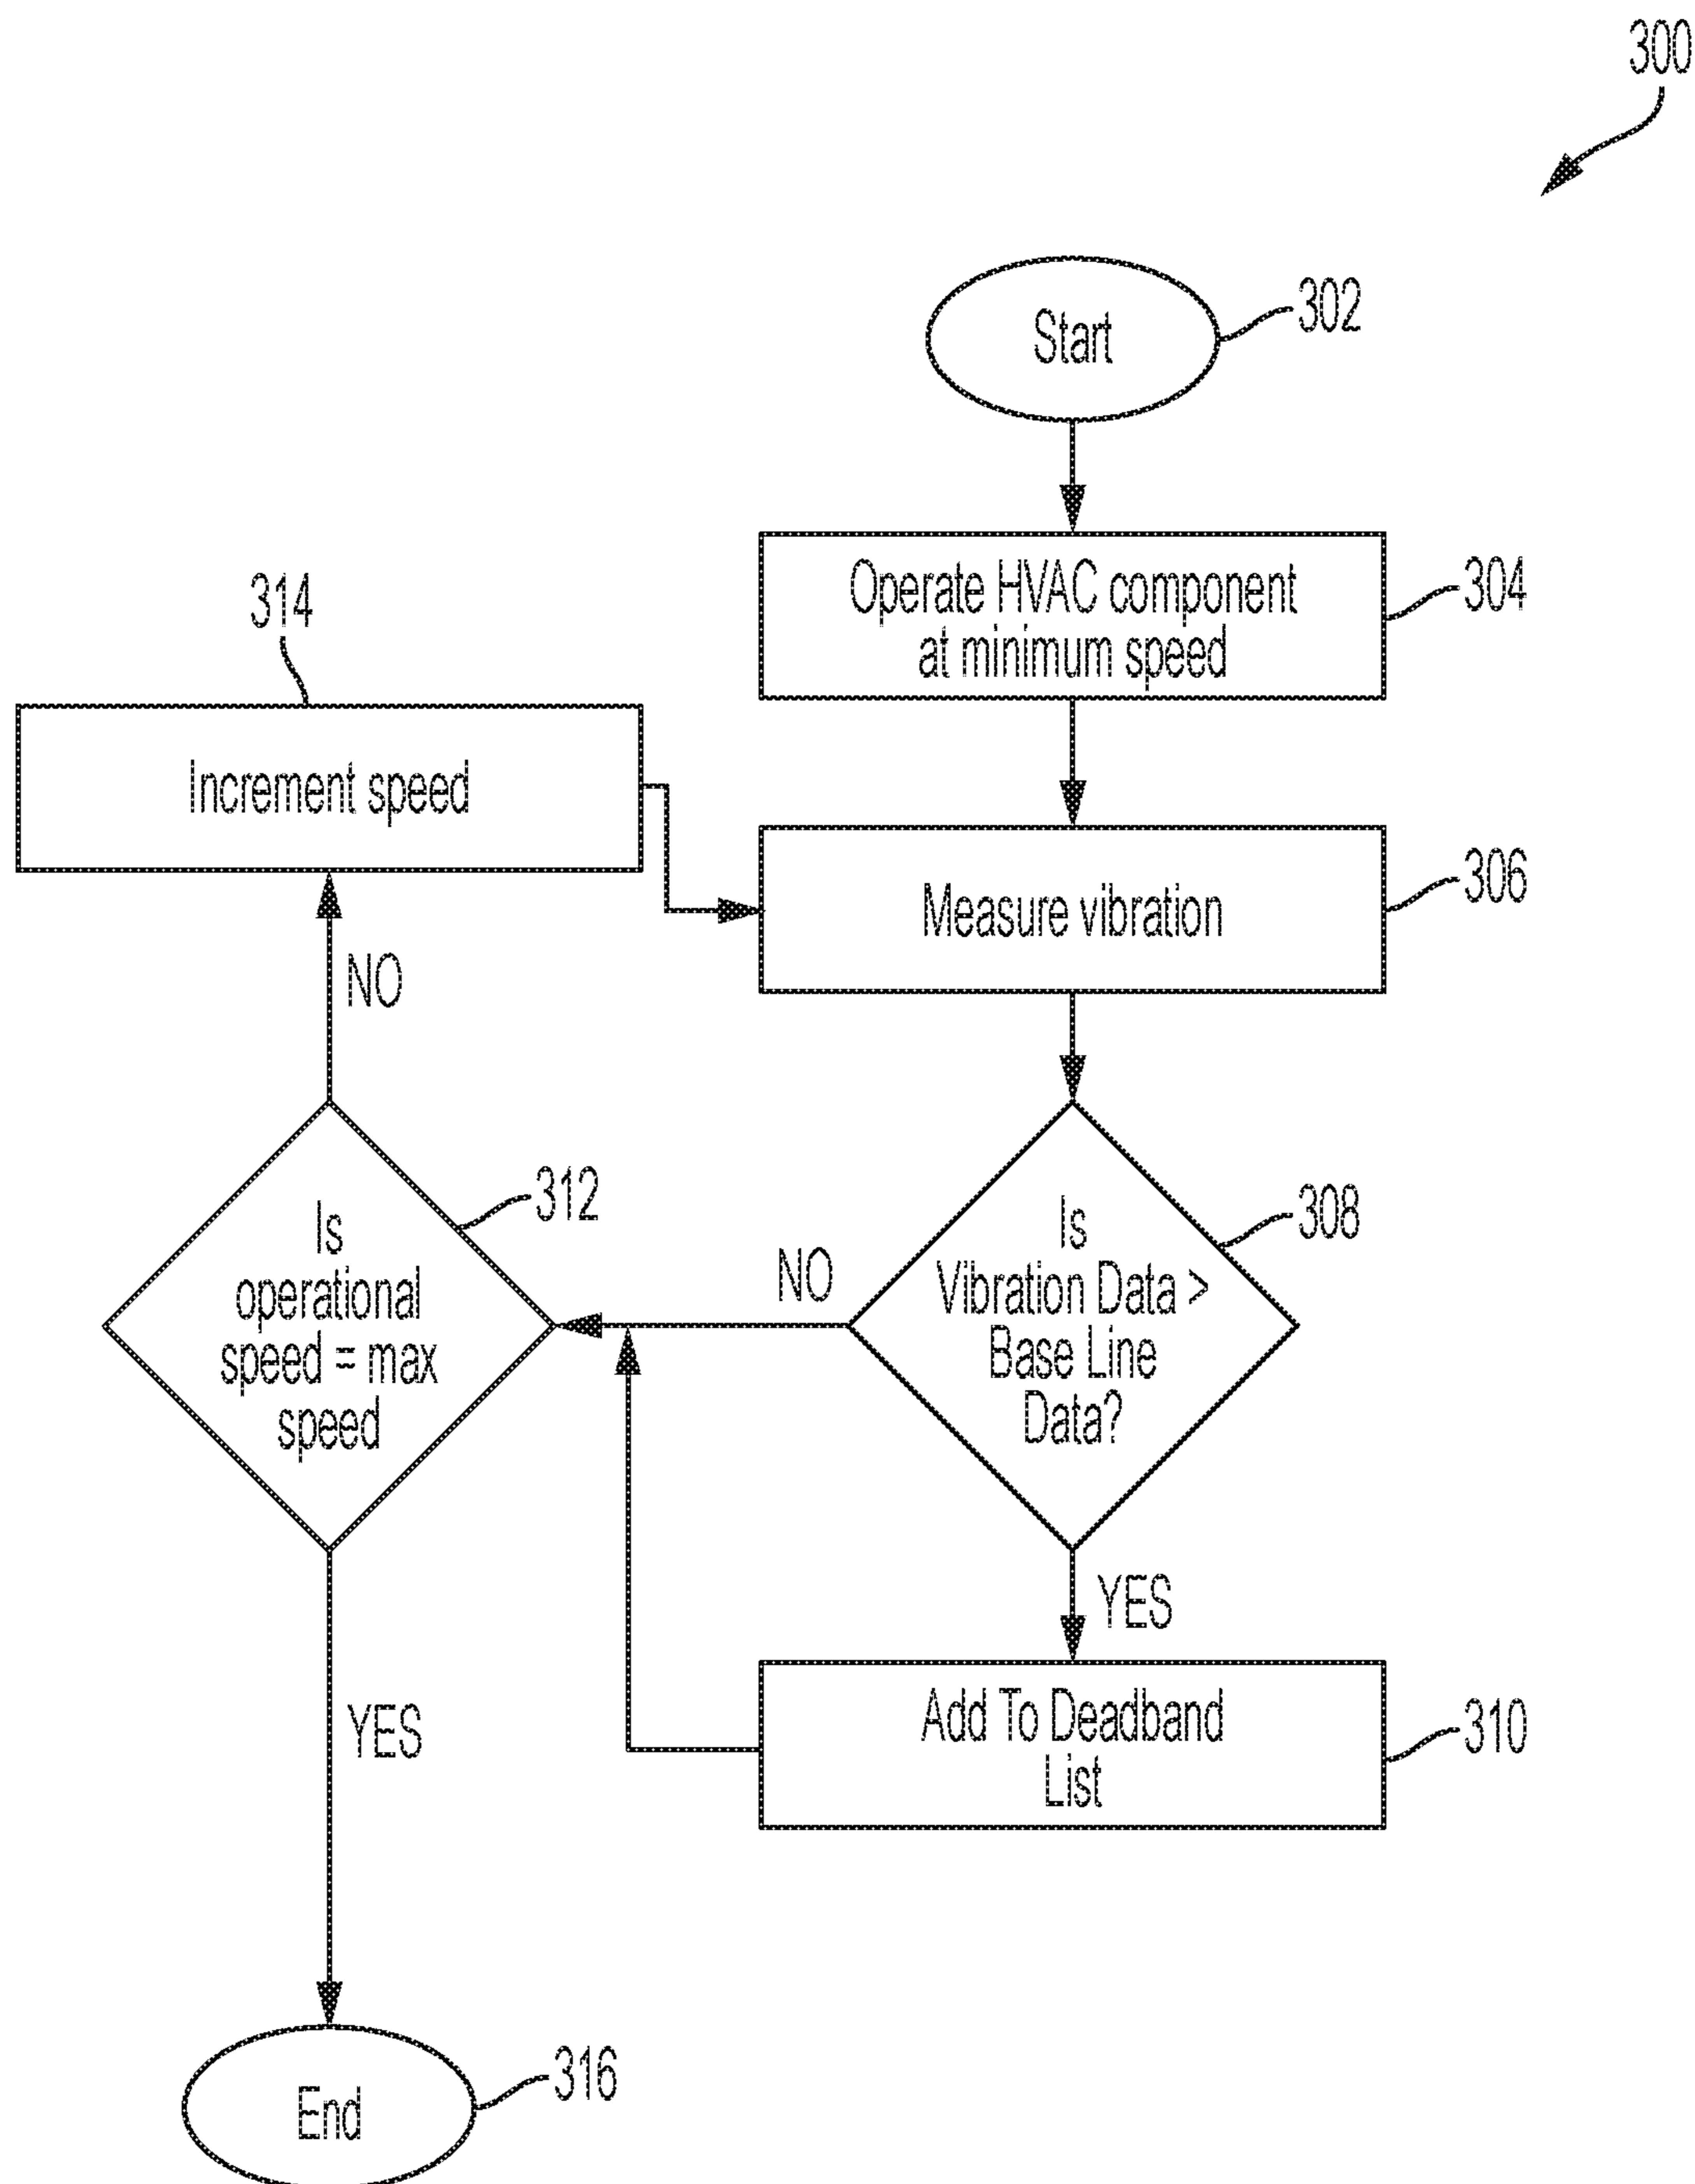 300
Start
302
Operate HVAC component
at minimum speed
304
314
Increment speed
Measure vibration
306
NO
Is
operational
speed = max
speed
312
NO
Is
Vibration Data >
Base Line
Data?
308
YES
YES
Add To Deadband
List
310
End
316